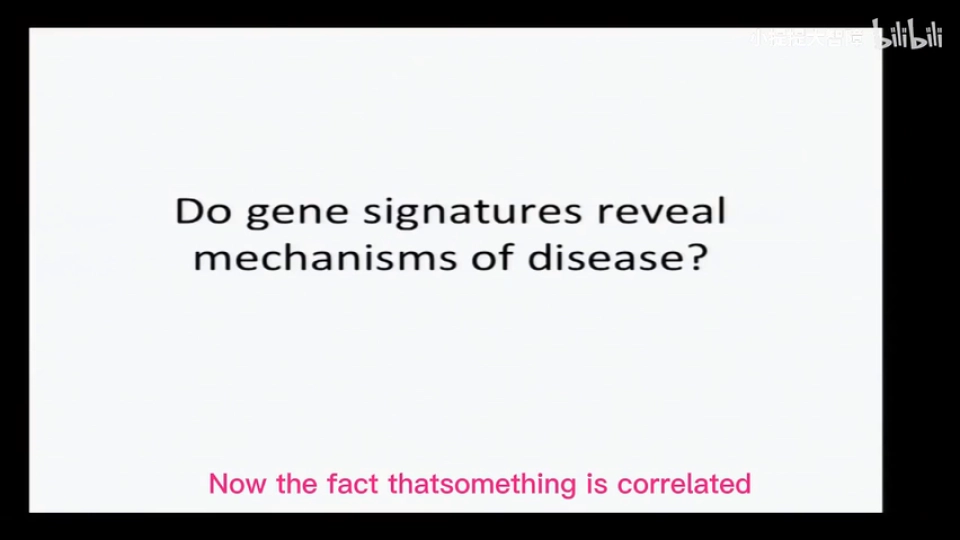 bilibili
Do gene signatures reveal
mechanisms of disease?
Now the fact thatsomething is correlated